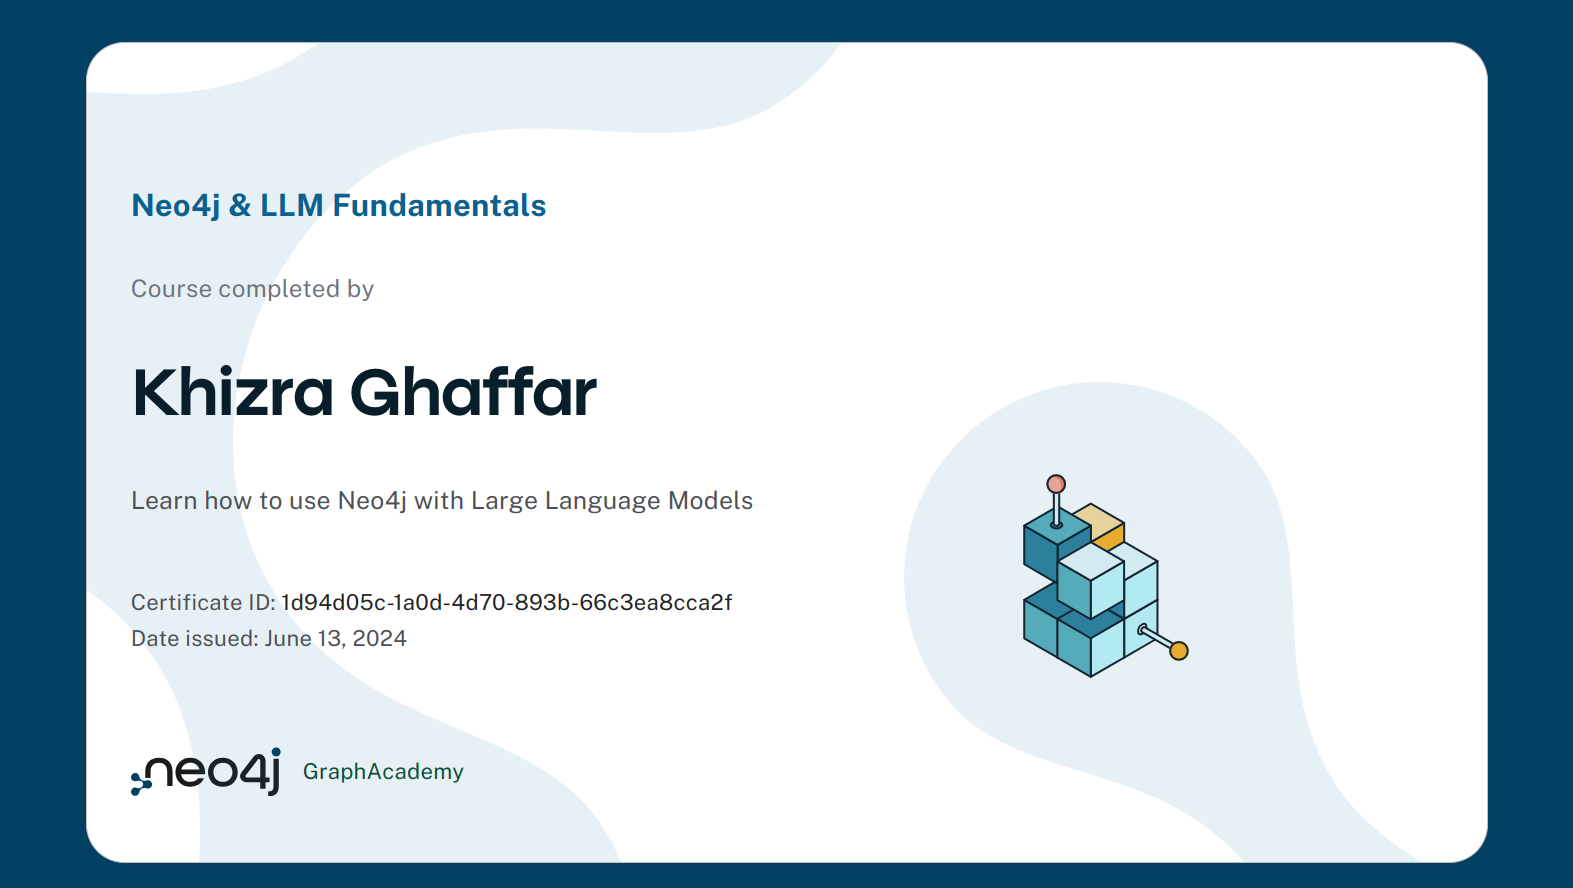 Neo4j & LLM Fundamentals
Course completed by
Khizra Ghaffar
Learn how to use Neo4j with Large Language Models
Certificate ID: 1d94d05c-1a0d-4d70-893b-66c3ea8cca2f
Date issued: June 13, 2024
neo4j GraphAcademy